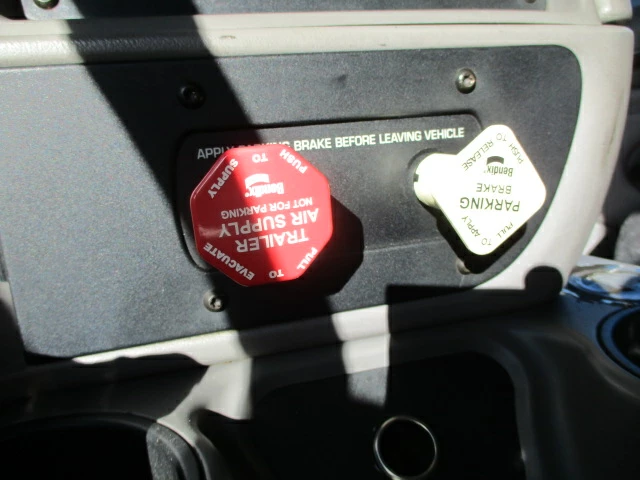 APPLY PARKING BRAKE BEFORE LEAVING VEHICLE
PUSH TO SUPPLY
Bendix
NOT FOR PARKING
AIR SUPPLY
TRAILER
PULL TO EVACUATE
PUSH TO RELEASE
Bendix
BRAKE
PARKING
PULL TO APPLY